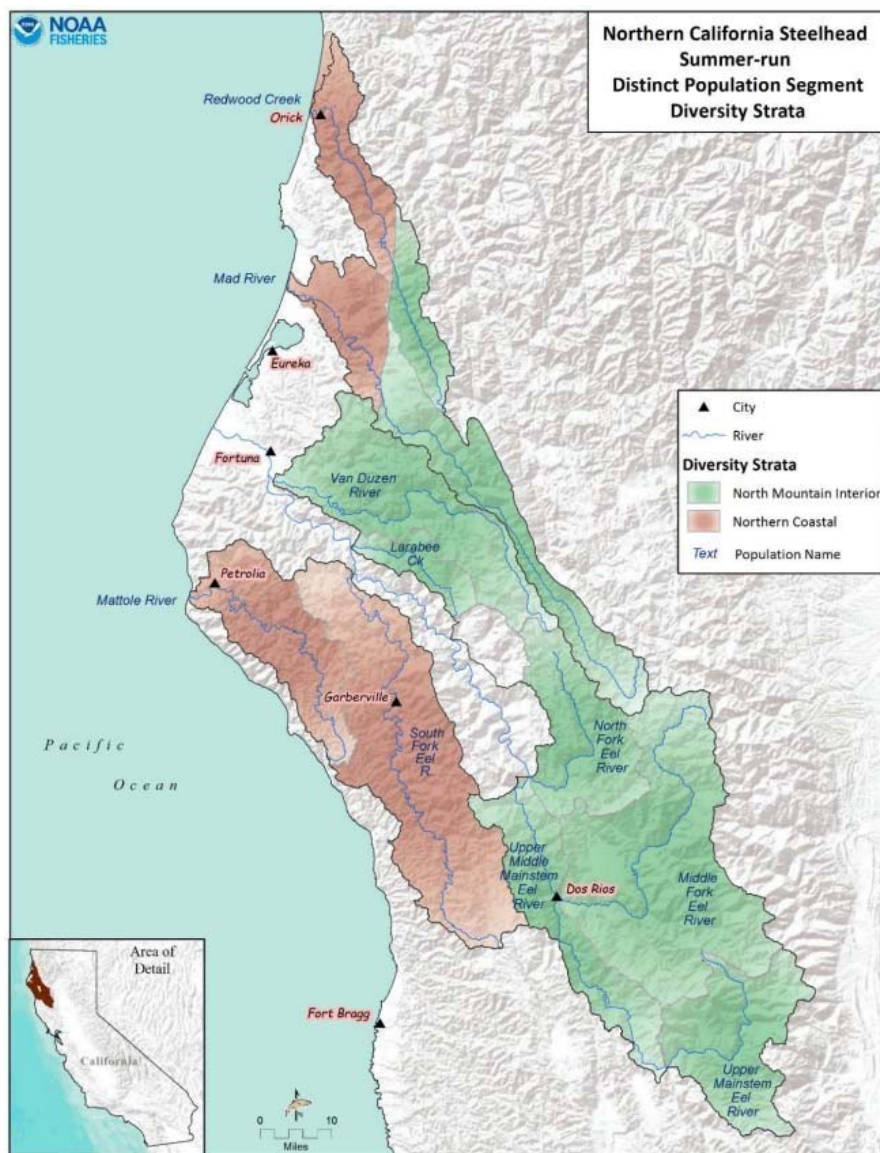 NOAA
FISHERIES
Northern California Steelhead
Summer-run
Distinct Population Segment
Diversity Strata
Redwood Creek
Orick
Mad River
Eureka
City
River
Diversity Strata
North Mountain Interior
Northern Coastal
Text Population Name
Fortuna
Van Duzen
River
Larabee
Ck
Petrolia
Mattole River
Garberville
South
Fork
Eel
R.
North
Fork
Eel
River
Pacific
Ocean
Upper
Middle
Mainstem
Eel
River
Dos Rios
Middle
Fork
Eel
River
Area of
Detail
California
Fort Bragg
Upper
Mainstem
Eel
River
0 10
Miles